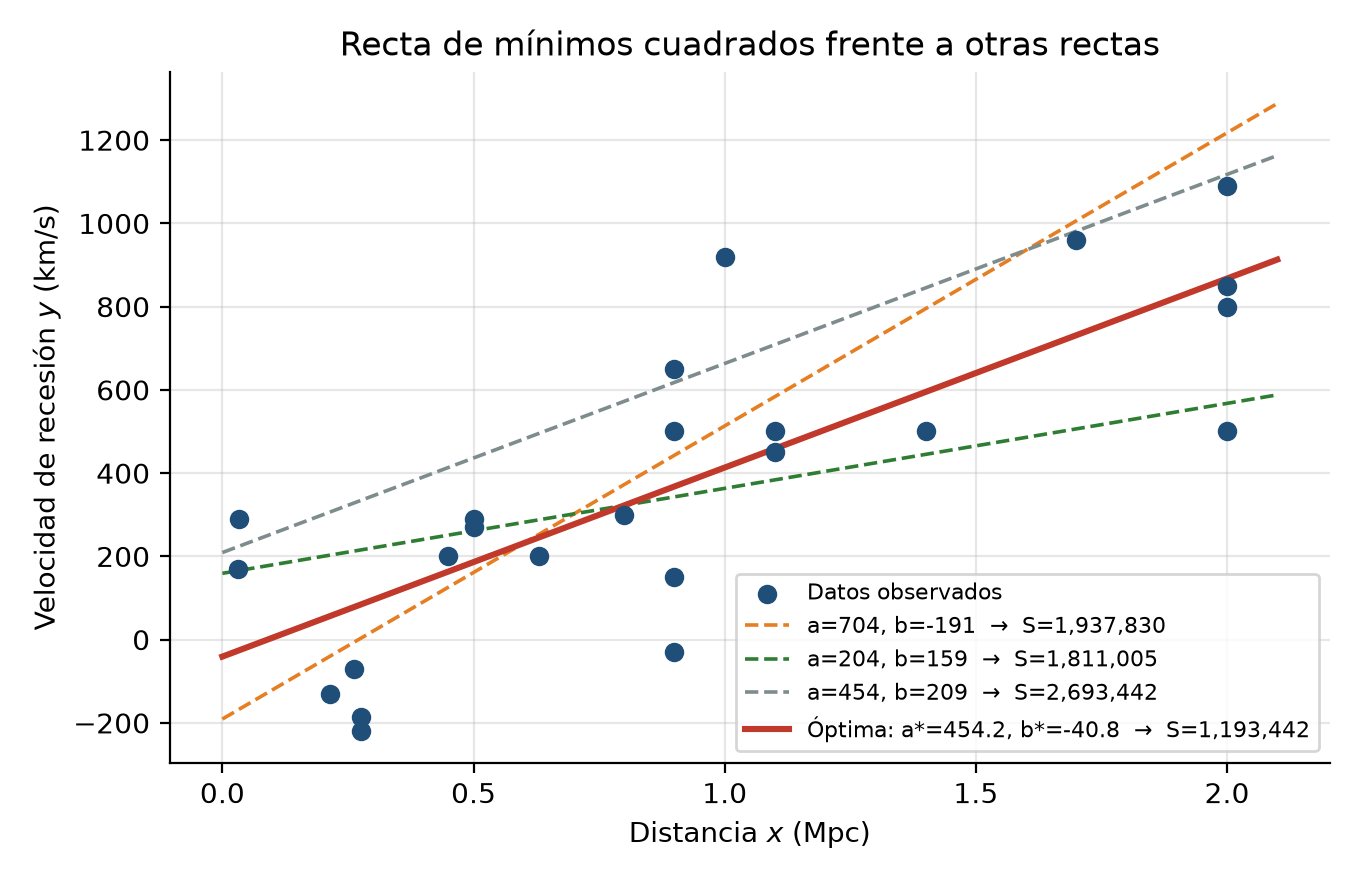 Recta de mínimos cuadrados frente a otras rectas
Velocidad de recesión y (km/s)
1200
1000
800
600
400
200
0
−200
Datos observados
a=704, b=-191 → S=1,937,830
a=204, b=159 → S=1,811,005
a=454, b=209 → S=2,693,442
Óptima: a*=454.2, b*=-40.8 → S=1,193,442
0.0 0.5 1.0 1.5 2.0
Distancia x (Mpc)